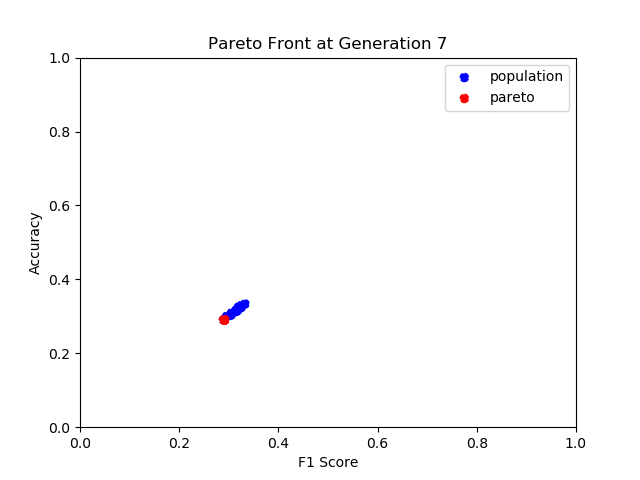 Pareto Front at Generation 7
1.0
0.8
0.6
0.4
0.2
0.0
Accuracy
population
pareto
0.0 0.2 0.4 0.6 0.8 1.0
F1 Score